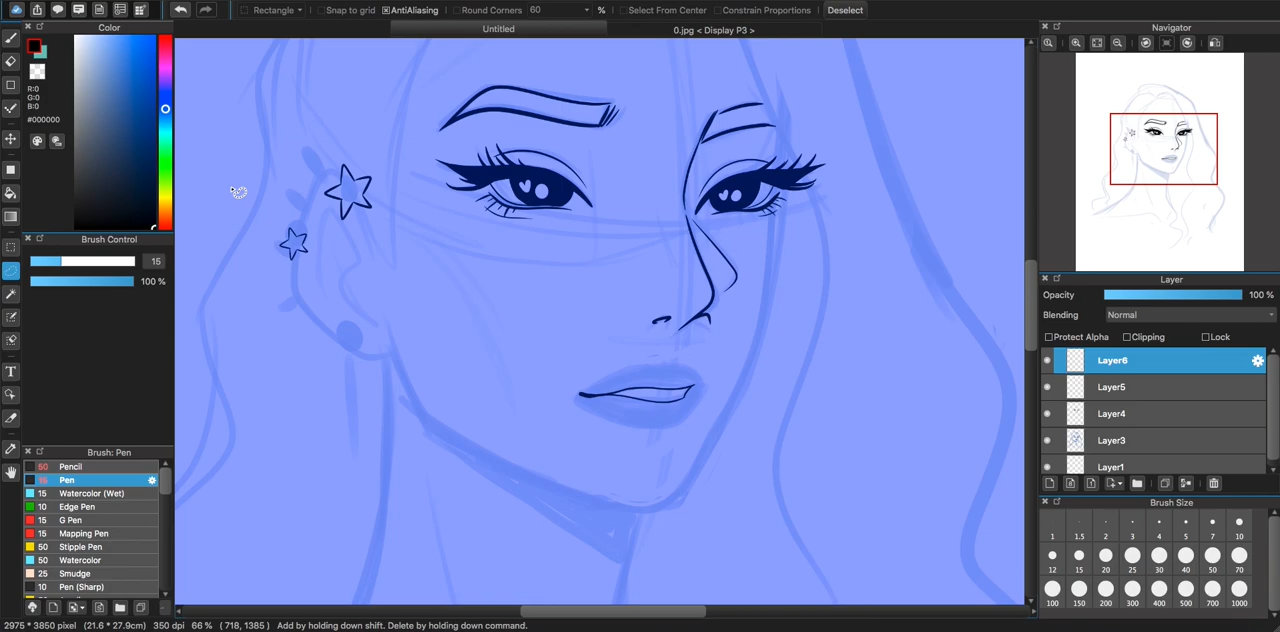 Rectangle Snap to grid AntiAliasing Round Corners 60 % Select From Center Constrain Proportions Deselect
Untitled
0.jpg < Display P3 >
Color
R:0
G:0
B:0
#000000
Brush Control
15
100 %
Brush: Pen
50 Pencil
15 Pen
15 Watercolor (Wet)
10 Edge Pen
15 G Pen
15 Mapping Pen
50 Stipple Pen
50 Watercolor
25 Smudge
10 Pen (Sharp)
Navigator
Layer
Opacity 100 %
Blending Normal
Protect Alpha Clipping Lock
Layer6
Layer5
Layer4
Layer3
Layer1
Brush Size
1 1.5 2 3 4 5 7 10
12 15 20 25 30 40 50 70
100 150 200 300 400 500 700 1000
2975 * 3850 pixel (21.6 * 27.9cm) 350 dpi 66 % ( 718, 1385 ) Add by holding down shift. Delete by holding down command.